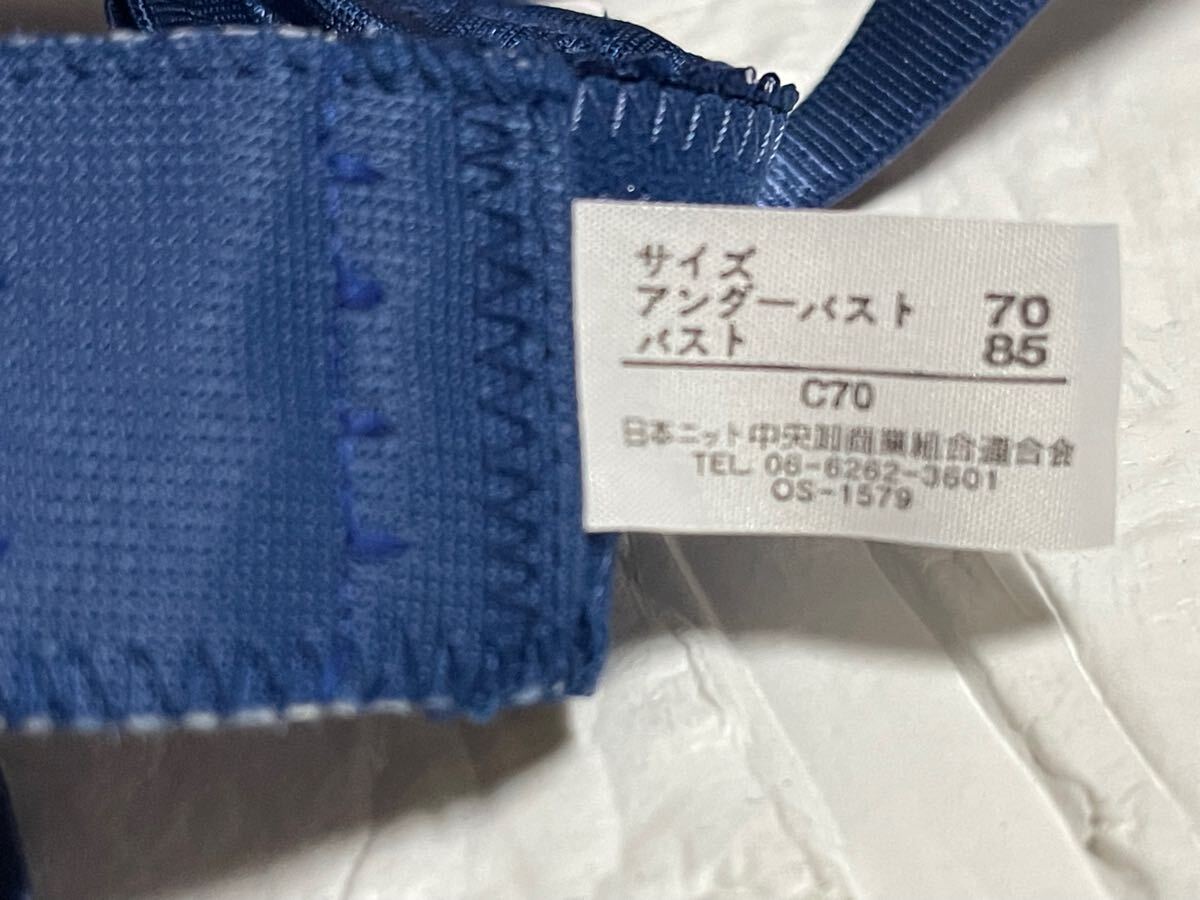 サイズ
アンダーバスト 70
バスト 85
C70
日本ニット中央卸商業組合連合会
TEL. 06-6262-3601
OS-1579